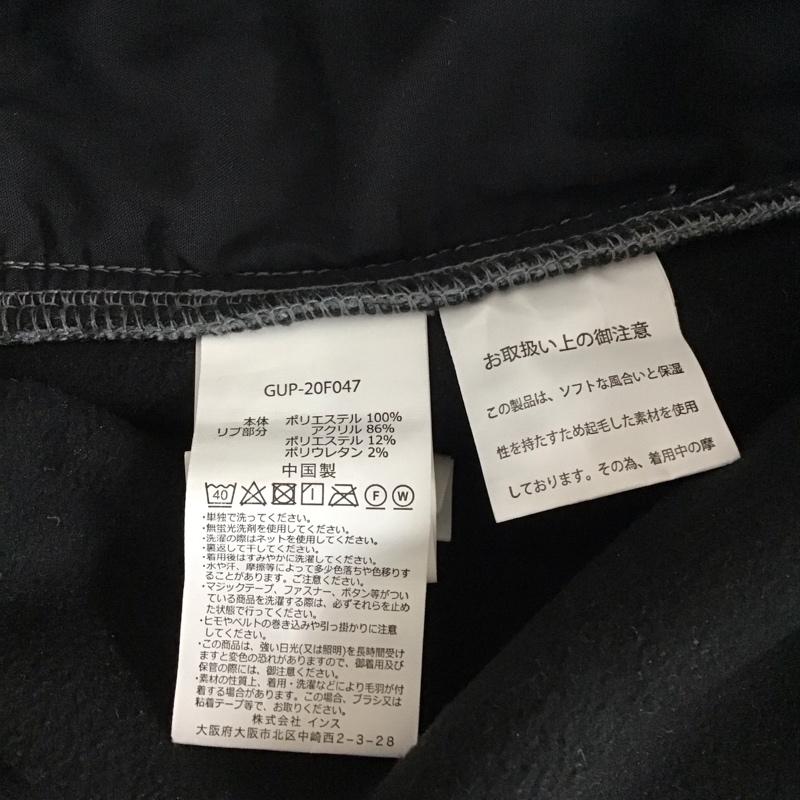 GUP-20F047
本体 ポリエステル 100%
リブ部分 アクリル 86%
ポリエステル 12%
ポリウレタン 2%
中国製
40 F W
・単独で洗ってください。
・無蛍光洗剤を使用してください。
・洗濯の際はネットを使用してください。
・裏返して干してください。
・着用後はすみやかに洗濯してください。
・水や汗、摩擦等によって多少色落ちや色移りす
ることがあります。ご注意ください。
・マジックテープ、ファスナー、ボタン等がつい
ている商品を洗濯する際は、必ずそれらを止め
た状態で行ってください。
・ヒモやベルトの巻き込みや引っ掛かりに注意
してください。
・この商品は、強い日光(又は照明)を長時間受け
ますと変色の恐れがありますので、御着用及び
保管の際には、御注意ください。
・素材の性質上、着用・洗濯などにより毛羽が付
着する場合があります。この場合、ブラシ又は
粘着テープ等で、お取りください。
株式会社 インス
大阪府大阪市北区中崎西2-3-28
お取扱い上の御注意
この製品は、ソフトな風合いと保湿
性を持たすため起毛した素材を使用
しております。その為、着用中の摩